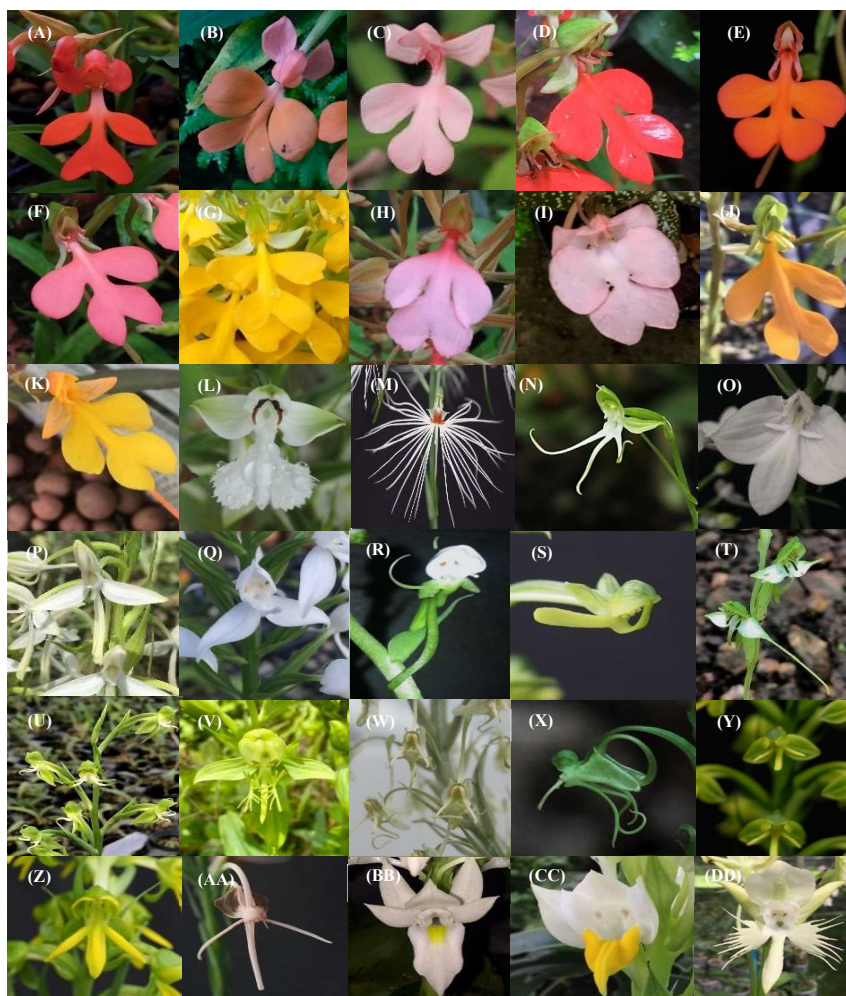 (A) (B) (C) (D) (E)
(F) (G) (H) (I) (J)
(K) (L) (M) (N) (O)
(P) (Q) (R) (S) (T)
(U) (V) (W) (X) (Y)
(Z) (AA) (BB) (CC) (DD)